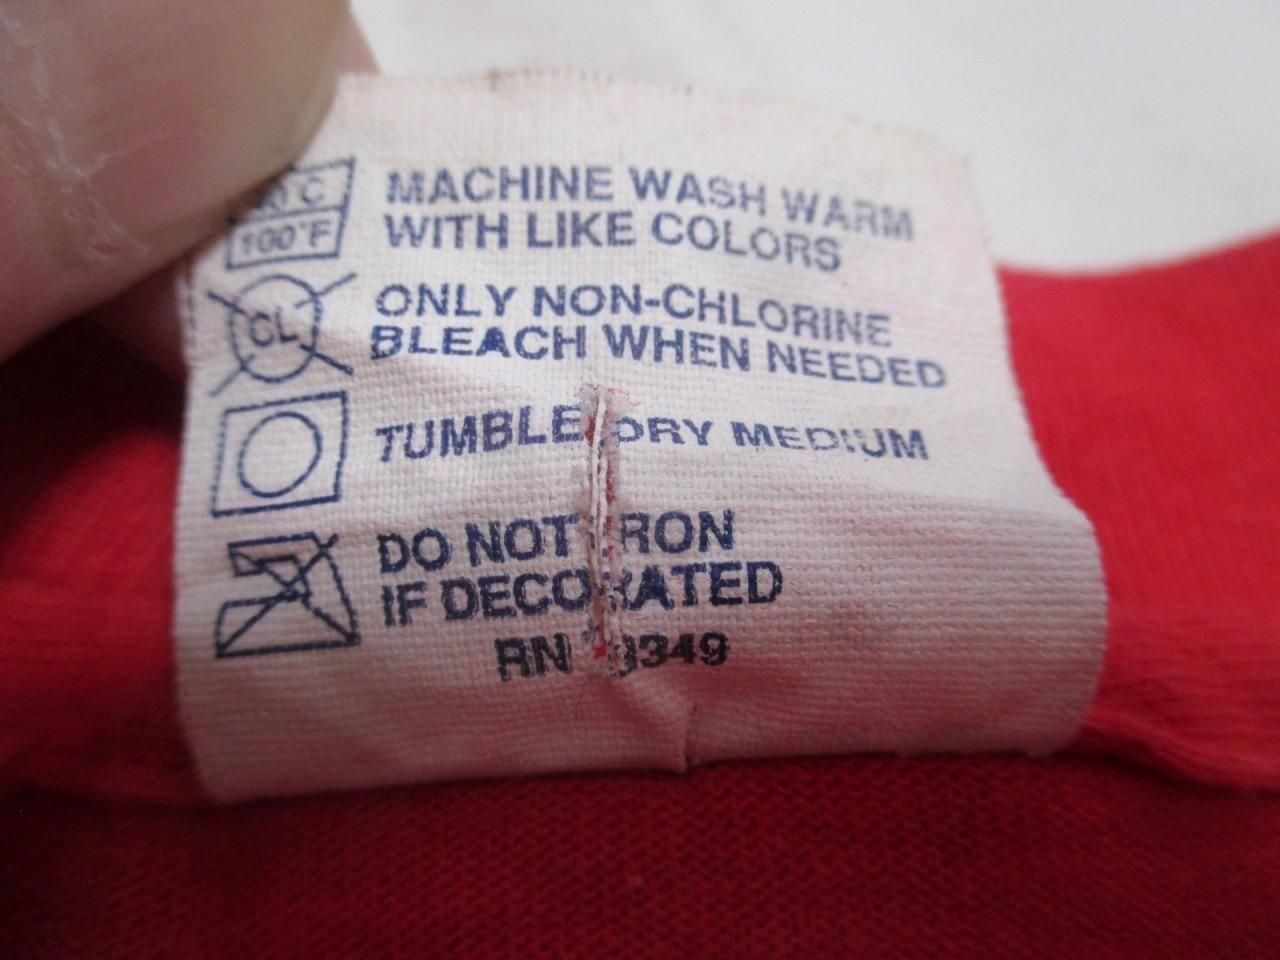 100°F
MACHINE WASH WARM
WITH LIKE COLORS
CL
ONLY NON-CHLORINE
BLEACH WHEN NEEDED
TUMBLE DRY MEDIUM
DO NOT IRON
IF DECORATED
RN